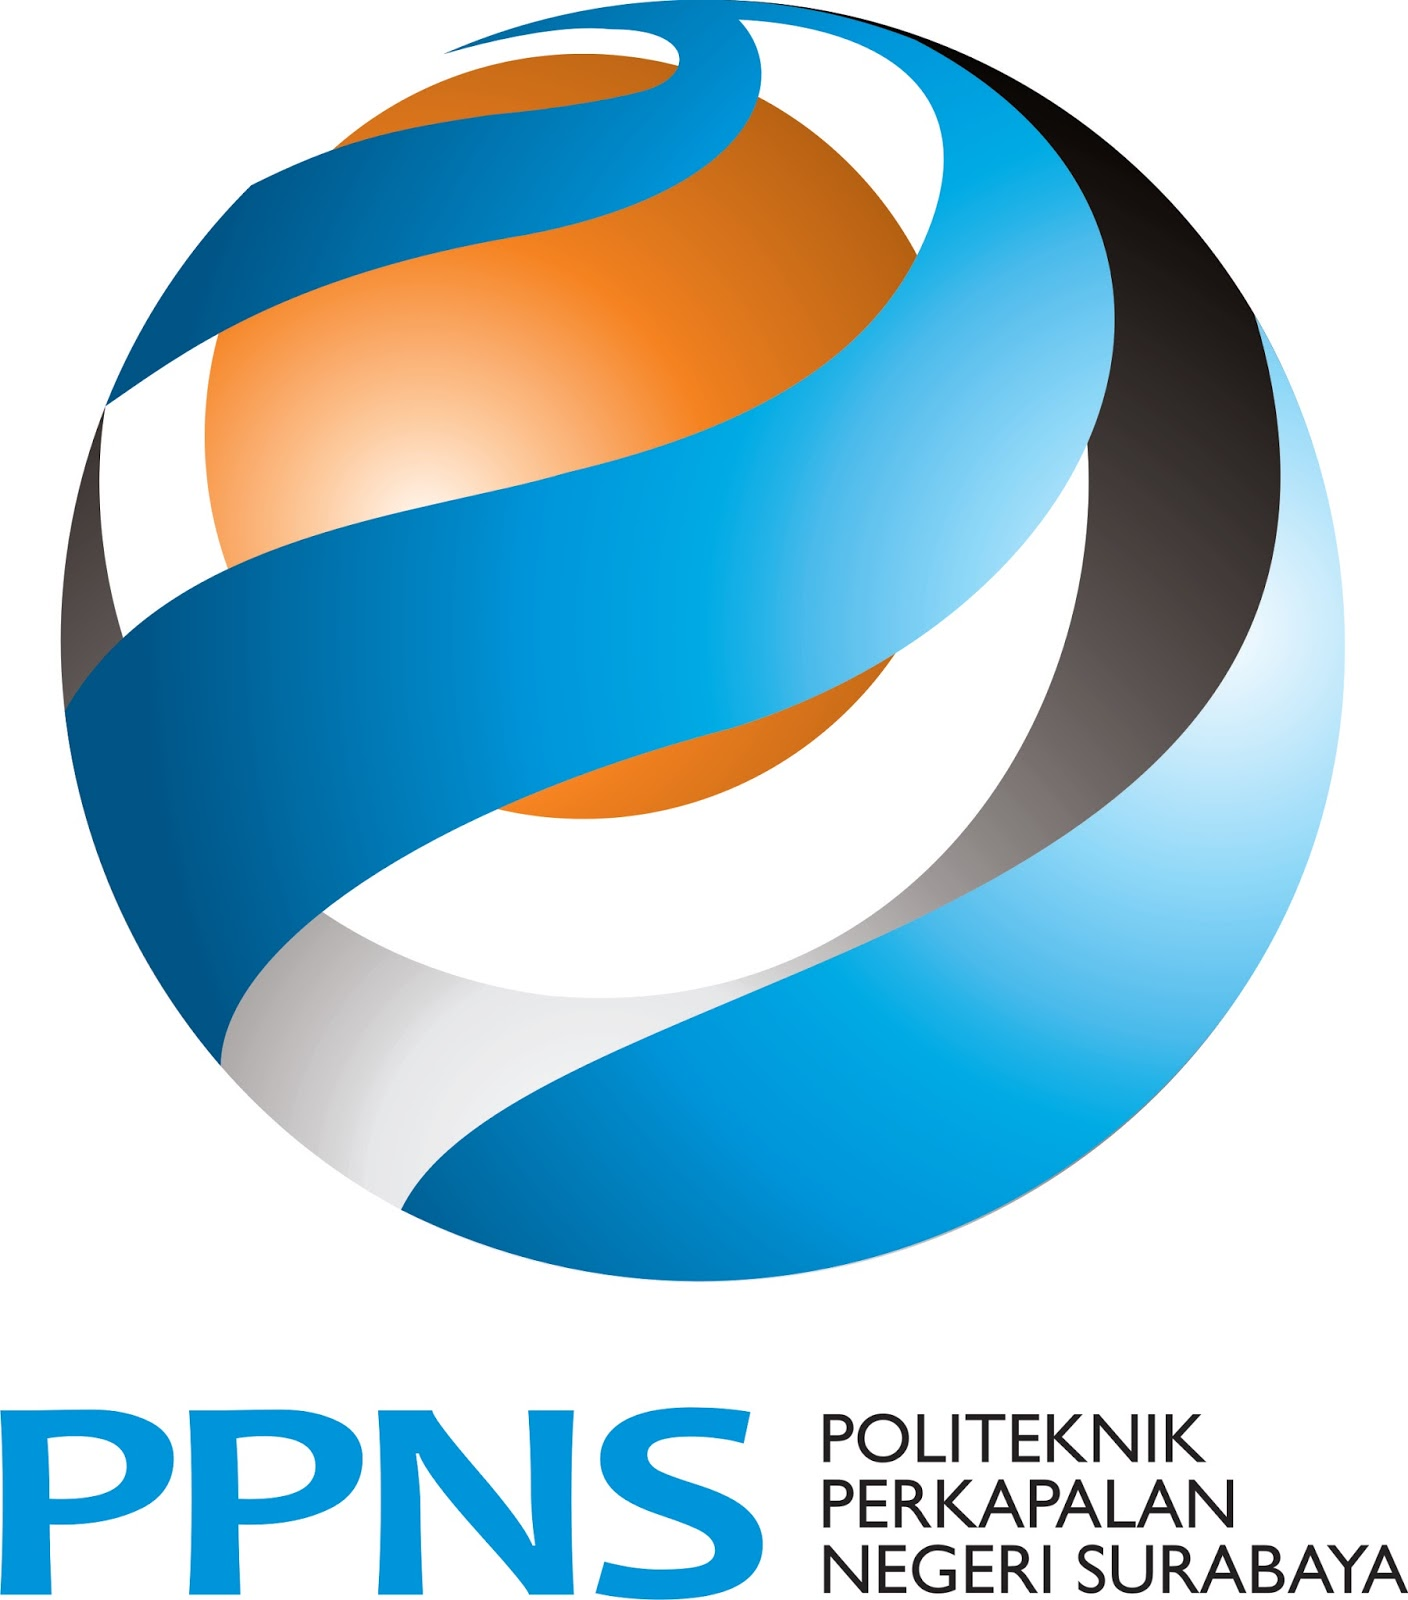 PPNS
POLITEKNIK
PERKAPALAN
NEGERI SURABAYA